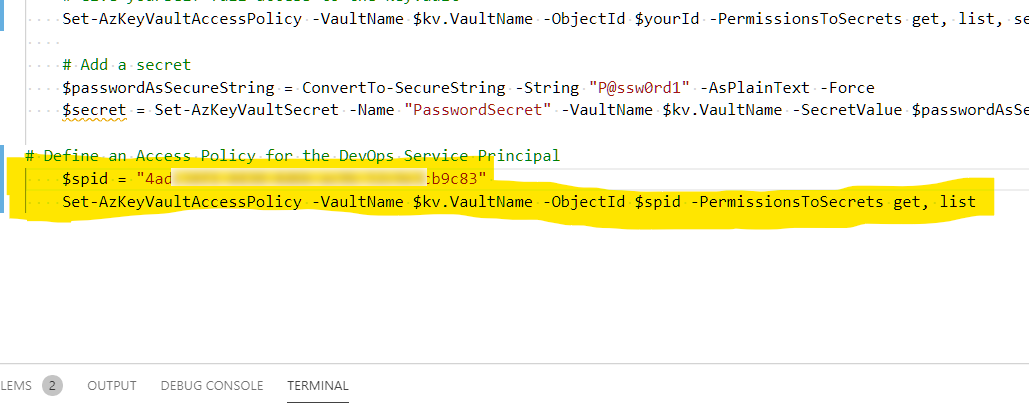 Set-AzKeyVaultAccessPolicy -VaultName $kv.VaultName -ObjectId $yourId -PermissionsToSecrets get, list, se
# Add a secret
$passwordAsSecureString = ConvertTo-SecureString -String "P@ssw0rd1" -AsPlainText -Force
$secret = Set-AzKeyVaultSecret -Name "PasswordSecret" -VaultName $kv.VaultName -SecretValue $passwordAsSe
# Define an Access Policy for the DevOps Service Principal
$spid = "4ad :b9c83"
Set-AzKeyVaultAccessPolicy -VaultName $kv.VaultName -ObjectId $spid -PermissionsToSecrets get, list
LEMS 2 OUTPUT DEBUG CONSOLE TERMINAL